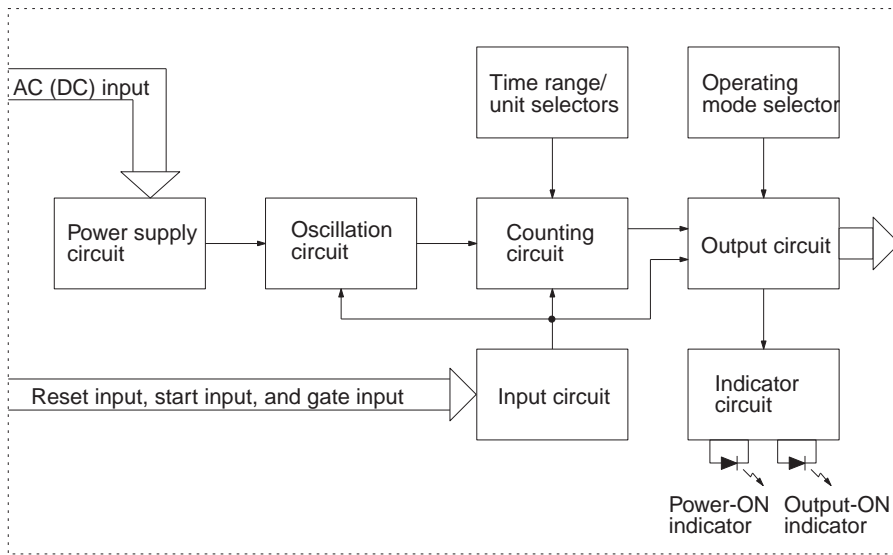 AC (DC) input
Time range/
unit selectors
Operating
mode selector
Power supply
circuit
Oscillation
circuit
Counting
circuit
Output circuit
Reset input, start input, and gate input
Input circuit
Indicator
circuit
Power-ON
indicator
Output-ON
indicator